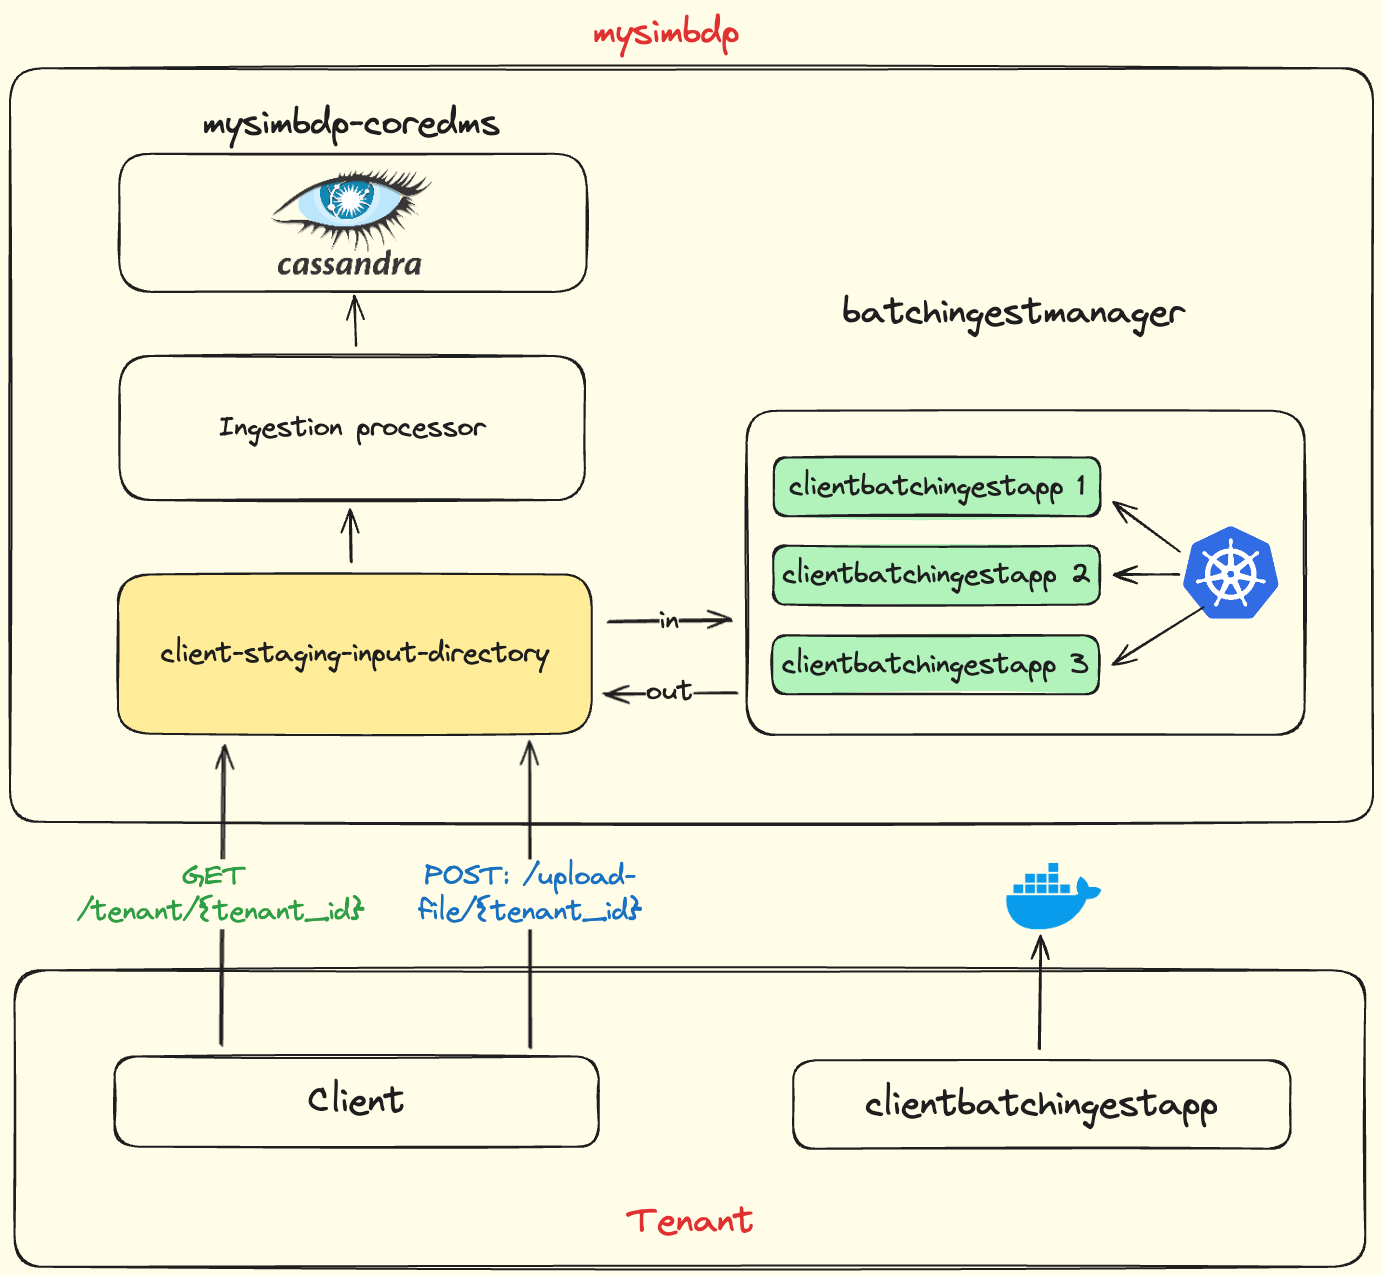 mysimbdp
mysimbdp-coredms
cassandra
batchingestmanager
Ingestion processor
clientbatchingestapp 1
clientbatchingestapp 2
clientbatchingestapp 3
client-staging-input-directory
in
out
GET
/tenant/{tenant_id}
POST: /upload-
file/{tenant_id}
Client
clientbatchingestapp
Tenant